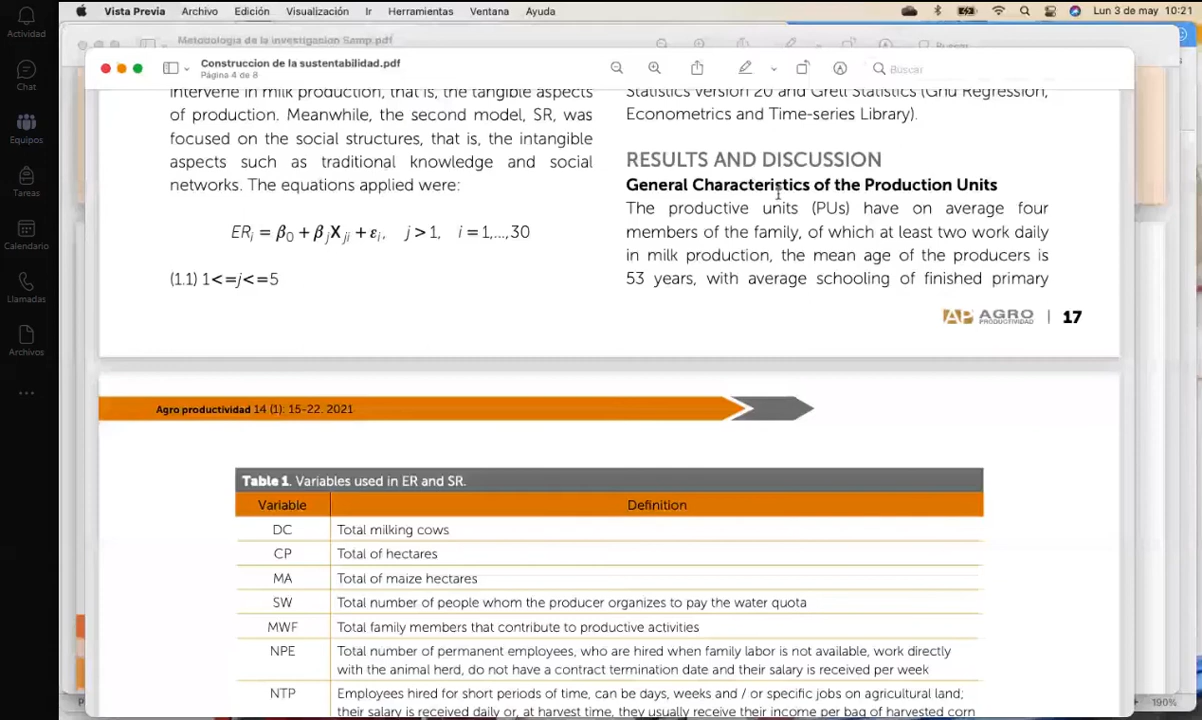 Vista Previa Archivo Edición Visualización Ir Herramientas Ventana Ayuda
Lun 3 de may 10:21
Actividad
Chat
Equipos
Tareas
Calendario
Llamadas
Archivos
Metodologia de la investigacion Samp.pdf
Buscar
Construccion de la sustentabilidad.pdf
Página 4 de 8
Buscar
intervene in milk production, that is, the tangible aspects
of production. Meanwhile, the second model, SR, was
focused on the social structures, that is, the intangible
aspects such as traditional knowledge and social
networks. The equations applied were:
ERᵢ = β₀ + βⱼXⱼᵢ + εᵢ, j > 1, i = 1,...,30
(1.1) 1<=j<=5
Statistics version 20 and Gretl Statistics (Gnu Regression,
Econometrics and Time-series Library).
RESULTS AND DISCUSSION
General Characteristics of the Production Units
The productive units (PUs) have on average four
members of the family, of which at least two work daily
in milk production, the mean age of the producers is
53 years, with average schooling of finished primary
AP AGRO PRODUCTIVIDAD | 17
Agro productividad 14 (1): 15-22. 2021
Table 1. Variables used in ER and SR.
Variable Definition
DC Total milking cows
CP Total of hectares
MA Total of maize hectares
SW Total number of people whom the producer organizes to pay the water quota
MWF Total family members that contribute to productive activities
NPE Total number of permanent employees, who are hired when family labor is not available, work directly
with the animal herd, do not have a contract termination date and their salary is received per week
NTP Employees hired for short periods of time, can be days, weeks and / or specific jobs on agricultural land;
their salary is received daily or, at harvest time, they usually receive their income per bag of harvested corn
190%